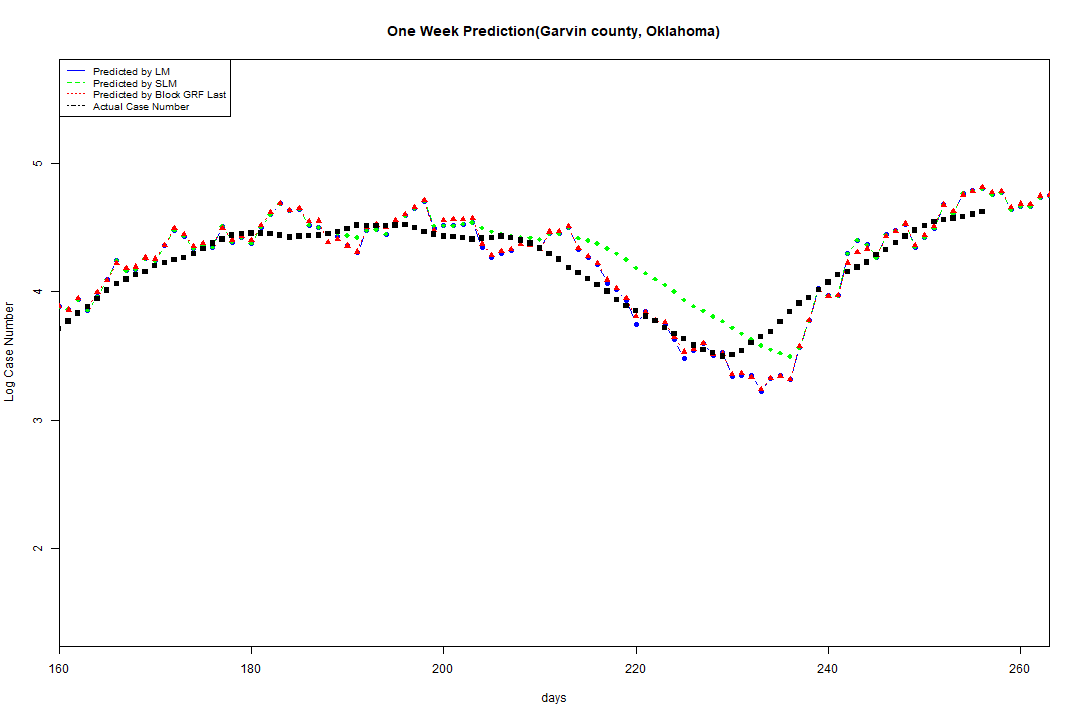 One Week Prediction(Garvin county, Oklahoma)
Predicted by LM
Predicted by SLM
Predicted by Block GRF Last
Actual Case Number
5
4
3
2
Log Case Number
160 180 200 220 240 260
days